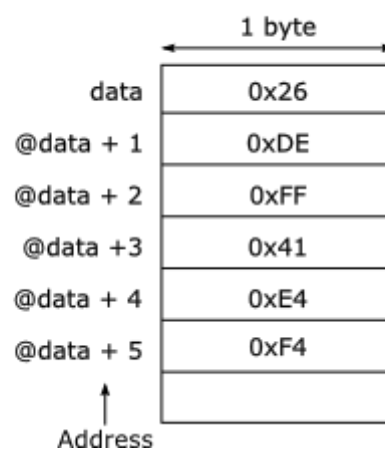 1 byte
data 0x26
@data + 1 0xDE
@data + 2 0xFF
@data +3 0x41
@data + 4 0xE4
@data + 5 0xF4
Address